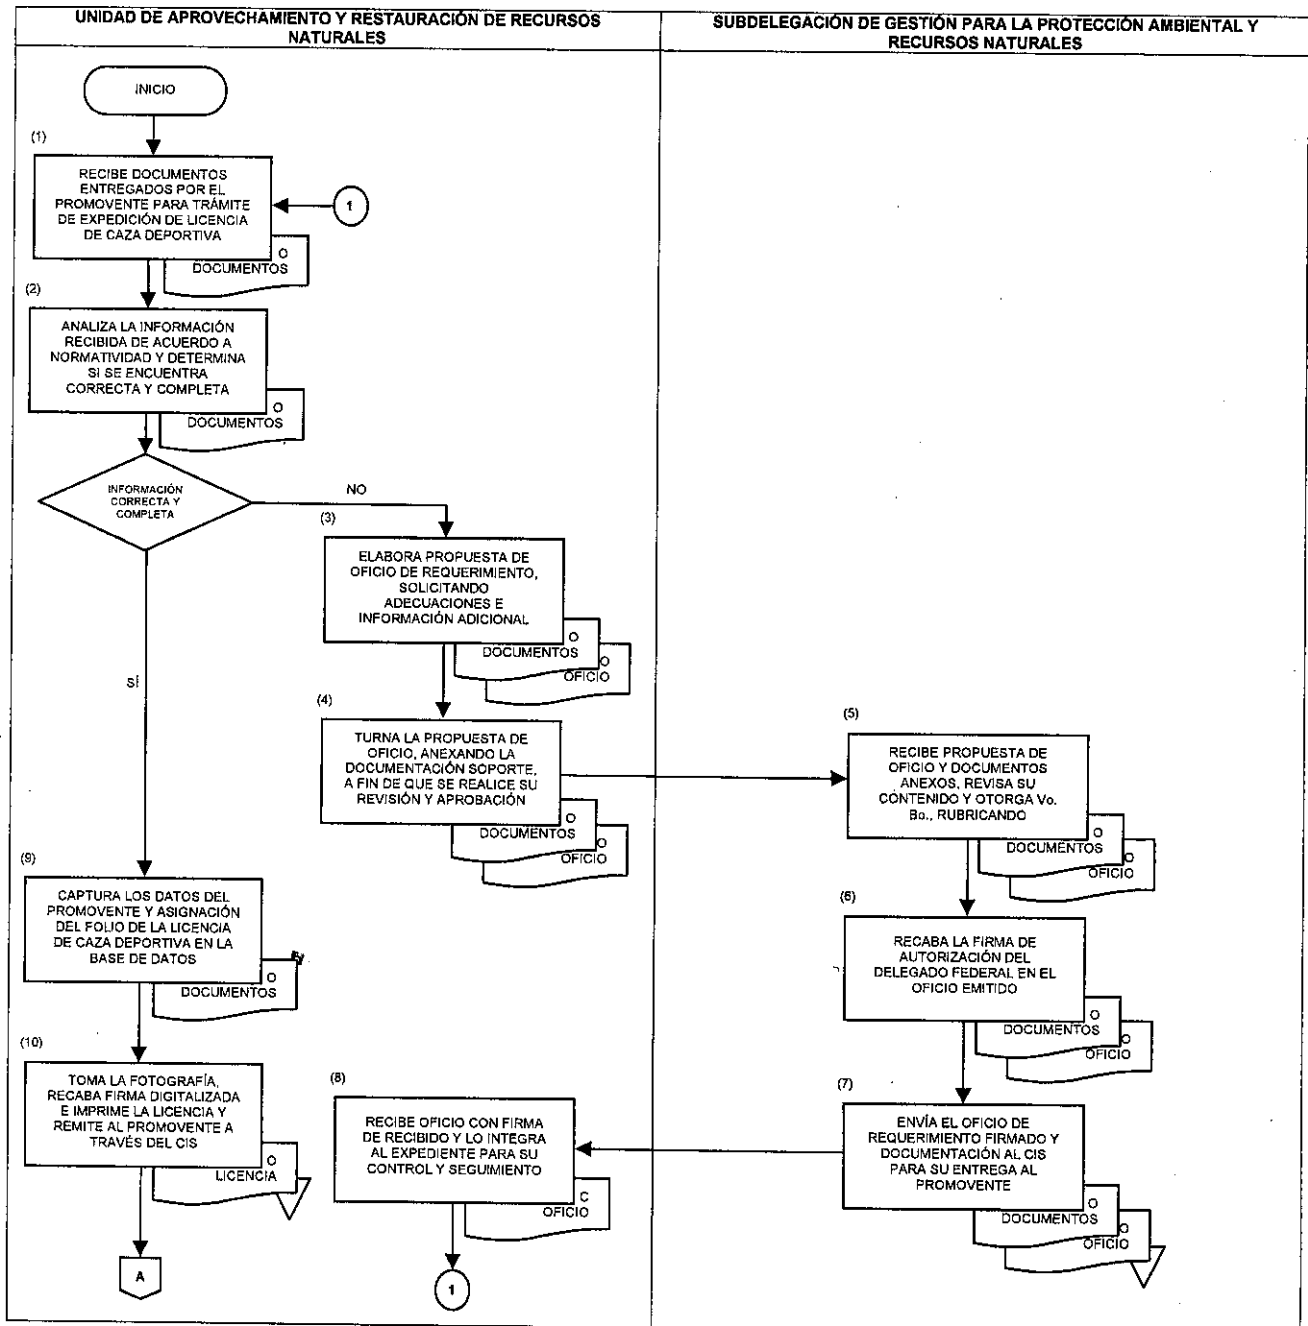 UNIDAD DE APROVECHAMIENTO Y RESTAURACIÓN DE RECURSOS
NATURALES
SUBDELEGACIÓN DE GESTIÓN PARA LA PROTECCIÓN AMBIENTAL Y
RECURSOS NATURALES
INICIO
(1)
RECIBE DOCUMENTOS
ENTREGADOS POR EL
PROMOVENTE PARA TRÁMITE
DE EXPEDICIÓN DE LICENCIA
DE CAZA DEPORTIVA
1
O
DOCUMENTOS
(2)
ANALIZA LA INFORMACIÓN
RECIBIDA DE ACUERDO A
NORMATIVIDAD Y DETERMINA
SI SE ENCUENTRA
CORRECTA Y COMPLETA
O
DOCUMENTOS
INFORMACIÓN
CORRECTA Y
COMPLETA
NO
SÍ
(3)
ELABORA PROPUESTA DE
OFICIO DE REQUERIMIENTO,
SOLICITANDO
ADECUACIONES E
INFORMACIÓN ADICIONAL
O
DOCUMENTOS
O
OFICIO
(4)
TURNA LA PROPUESTA DE
OFICIO, ANEXANDO LA
DOCUMENTACIÓN SOPORTE,
A FIN DE QUE SE REALICE SU
REVISIÓN Y APROBACIÓN
O
DOCUMENTOS
O
OFICIO
(5)
RECIBE PROPUESTA DE
OFICIO Y DOCUMENTOS
ANEXOS, REVISA SU
CONTENIDO Y OTORGA Vo.
Bo., RUBRICANDO
O
DOCUMENTOS
O
OFICIO
(6)
RECABA LA FIRMA DE
AUTORIZACIÓN DEL
DELEGADO FEDERAL EN EL
OFICIO EMITIDO
O
DOCUMENTOS
O
OFICIO
(7)
ENVÍA EL OFICIO DE
REQUERIMIENTO FIRMADO Y
DOCUMENTACIÓN AL CIS
PARA SU ENTREGA AL
PROMOVENTE
O
DOCUMENTOS
O
OFICIO
(8)
RECIBE OFICIO CON FIRMA
DE RECIBIDO Y LO INTEGRA
AL EXPEDIENTE PARA SU
CONTROL Y SEGUIMIENTO
C
OFICIO
1
(9)
CAPTURA LOS DATOS DEL
PROMOVENTE Y ASIGNACIÓN
DEL FOLIO DE LA LICENCIA
DE CAZA DEPORTIVA EN LA
BASE DE DATOS
O
DOCUMENTOS
(10)
TOMA LA FOTOGRAFÍA,
RECABA FIRMA DIGITALIZADA
E IMPRIME LA LICENCIA Y
REMITE AL PROMOVENTE A
TRAVÉS DEL CIS
O
LICENCIA
A